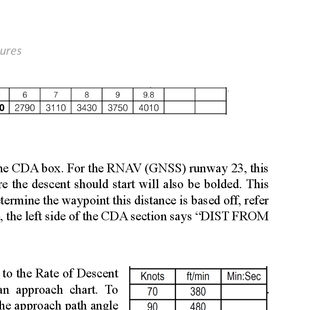 ures
6 7 8 9 9.8
0 2790 3110 3430 3750 4010
ne CDA box. For the RNAV (GNSS) runway 23, this
re the descent should start will also be bolded. This
termine the waypoint this distance is based off, refer
, the left side of the CDA section says “DIST FROM
to the Rate of Descent
an approach chart. To
he approach path angle
Knots ft/min Min:Sec
70 380
90 480